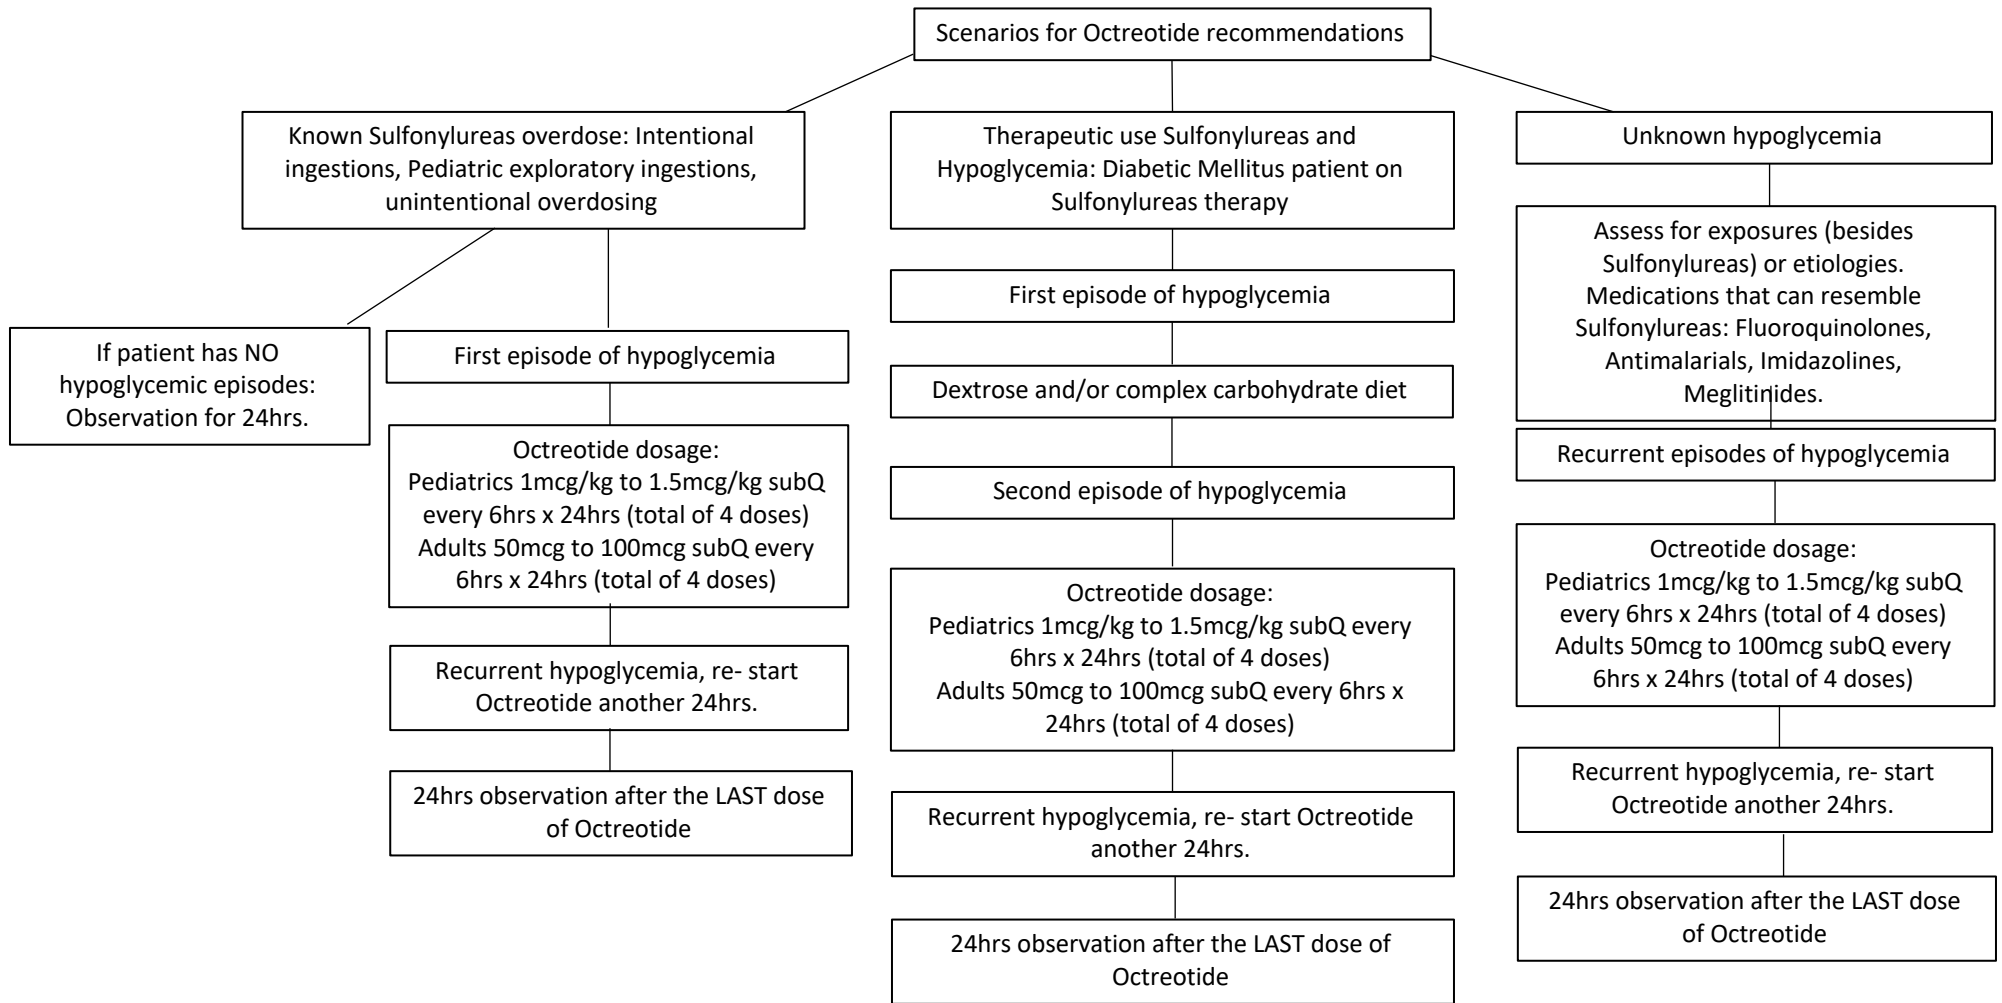 Scenarios for Octreotide recommendations
Known Sulfonylureas overdose: Intentional
ingestions, Pediatric exploratory ingestions,
unintentional overdosing
If patient has NO
hypoglycemic episodes:
Observation for 24hrs.
First episode of hypoglycemia
Octreotide dosage:
Pediatrics 1mcg/kg to 1.5mcg/kg subQ
every 6hrs x 24hrs (total of 4 doses)
Adults 50mcg to 100mcg subQ every
6hrs x 24hrs (total of 4 doses)
Recurrent hypoglycemia, re- start
Octreotide another 24hrs.
24hrs observation after the LAST dose
of Octreotide
Therapeutic use Sulfonylureas and
Hypoglycemia: Diabetic Mellitus patient on
Sulfonylureas therapy
First episode of hypoglycemia
Dextrose and/or complex carbohydrate diet
Second episode of hypoglycemia
Octreotide dosage:
Pediatrics 1mcg/kg to 1.5mcg/kg subQ every
6hrs x 24hrs (total of 4 doses)
Adults 50mcg to 100mcg subQ every 6hrs x
24hrs (total of 4 doses)
Recurrent hypoglycemia, re- start Octreotide
another 24hrs.
24hrs observation after the LAST dose of
Octreotide
Unknown hypoglycemia
Assess for exposures (besides
Sulfonylureas) or etiologies.
Medications that can resemble
Sulfonylureas: Fluoroquinolones,
Antimalarials, Imidazolines,
Meglitinides.
Recurrent episodes of hypoglycemia
Octreotide dosage:
Pediatrics 1mcg/kg to 1.5mcg/kg subQ
every 6hrs x 24hrs (total of 4 doses)
Adults 50mcg to 100mcg subQ every
6hrs x 24hrs (total of 4 doses)
Recurrent hypoglycemia, re- start
Octreotide another 24hrs.
24hrs observation after the LAST dose
of Octreotide